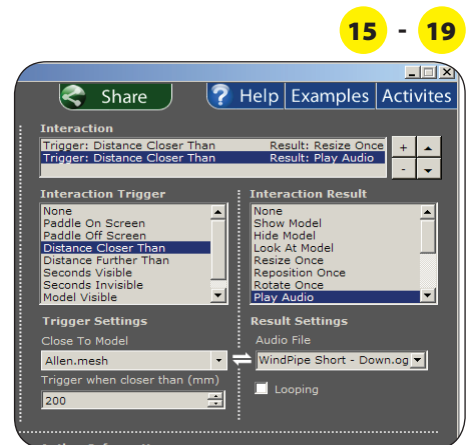 15 - 19
Share
? Help Examples Activites
Interaction
Trigger: Distance Closer Than Result: Resize Once +
Trigger: Distance Closer Than Result: Play Audio -
Interaction Trigger
None
Paddle On Screen
Paddle Off Screen
Distance Closer Than
Distance Further Than
Seconds Visible
Seconds Invisible
Model Visible
Interaction Result
None
Show Model
Hide Model
Look At Model
Resize Once
Reposition Once
Rotate Once
Play Audio
Trigger Settings
Close To Model
Allen.mesh
Trigger when closer than (mm)
200
Result Settings
Audio File
WindPipe Short - Down.og
Looping